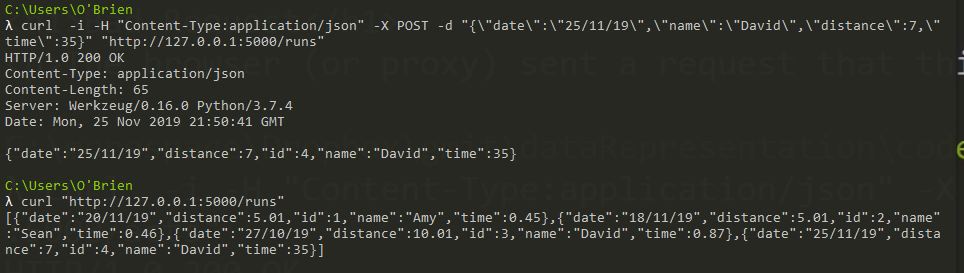 C:\Users\O'Brien
λ curl  -i -H "Content-Type:application/json" -X POST -d "{\"date\":\"25/11/19\",\"name\":\"David\",\"distance\":7,\"
time\":35}" "http://127.0.0.1:5000/runs"
HTTP/1.0 200 OK
Content-Type: application/json
Content-Length: 65
Server: Werkzeug/0.16.0 Python/3.7.4
Date: Mon, 25 Nov 2019 21:50:41 GMT

{"date":"25/11/19","distance":7,"id":4,"name":"David","time":35}

C:\Users\O'Brien
λ curl "http://127.0.0.1:5000/runs"
[{"date":"20/11/19","distance":5.01,"id":1,"name":"Amy","time":0.45},{"date":"18/11/19","distance":5.01,"id":2,"name"
:"Sean","time":0.46},{"date":"27/10/19","distance":10.01,"id":3,"name":"David","time":0.87},{"date":"25/11/19","dista
nce":7,"id":4,"name":"David","time":35}]